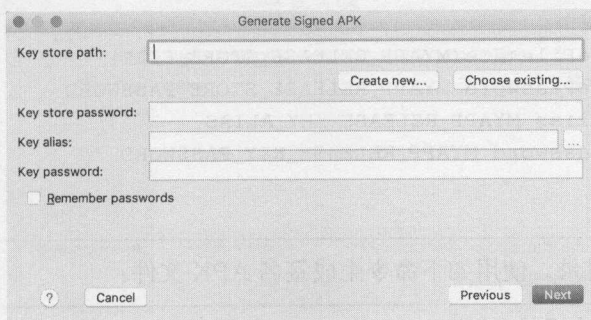 Generate Signed APK
Key store path:
Create new... Choose existing...
Key store password:
Key alias:
...
Key password:
Remember passwords
? Cancel Previous Next